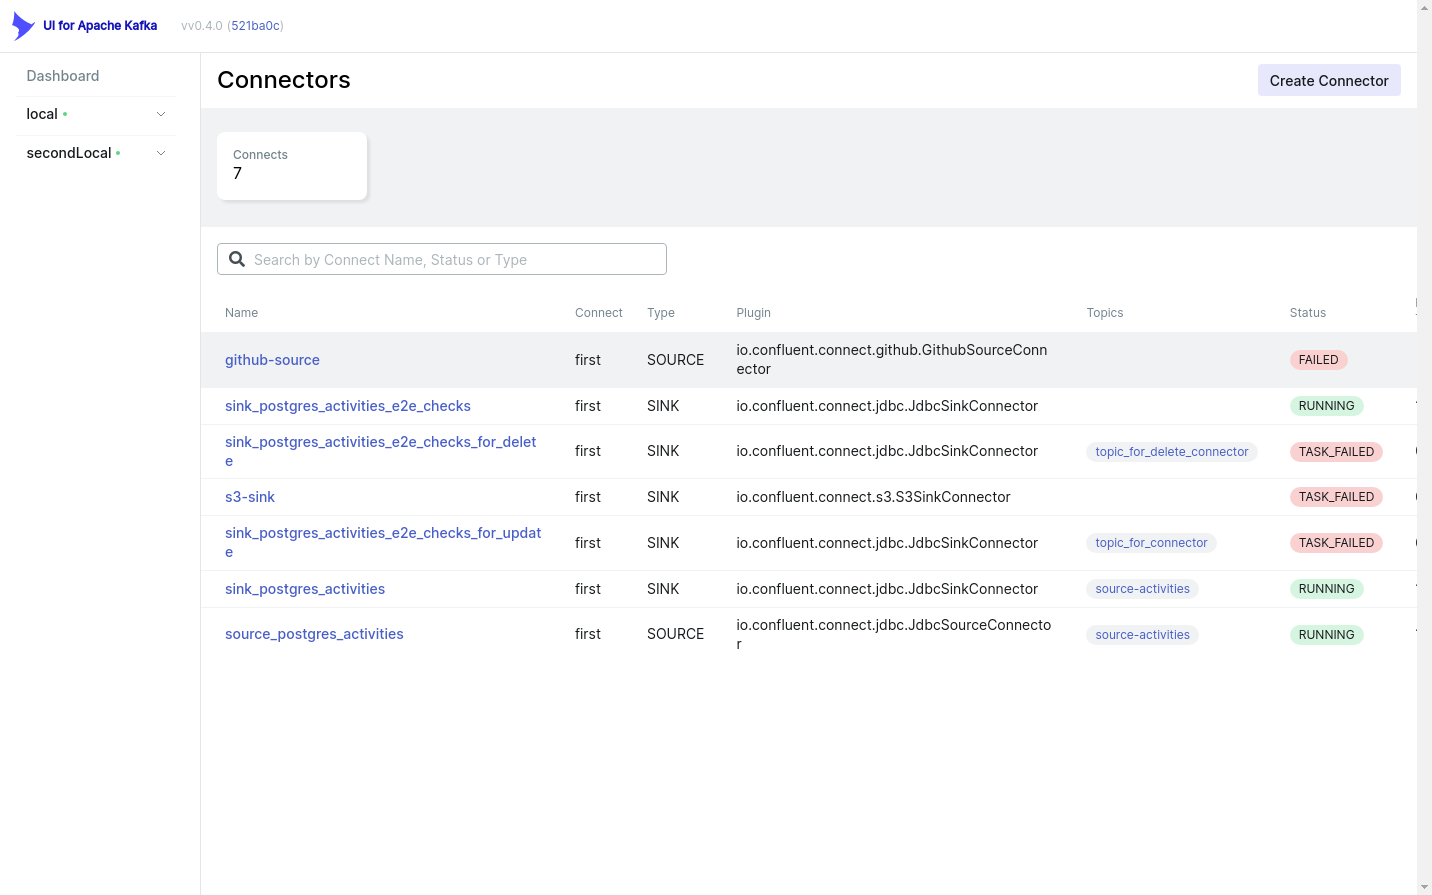 UI for Apache Kafka
vv0.4.0 (521ba0c)
Dashboard
local
secondLocal
Connectors
Create Connector
Connects
7
Search by Connect Name, Status or Type
Name Connect Type Plugin Topics Status
github-source first SOURCE io.confluent.connect.github.GithubSourceConn
ector FAILED
sink_postgres_activities_e2e_checks first SINK io.confluent.connect.jdbc.JdbcSinkConnector RUNNING
sink_postgres_activities_e2e_checks_for_delet
e first SINK io.confluent.connect.jdbc.JdbcSinkConnector topic_for_delete_connector TASK_FAILED
s3-sink first SINK io.confluent.connect.s3.S3SinkConnector TASK_FAILED
sink_postgres_activities_e2e_checks_for_updat
e first SINK io.confluent.connect.jdbc.JdbcSinkConnector topic_for_connector TASK_FAILED
sink_postgres_activities first SINK io.confluent.connect.jdbc.JdbcSinkConnector source-activities RUNNING
source_postgres_activities first SOURCE io.confluent.connect.jdbc.JdbcSourceConnecto
r source-activities RUNNING